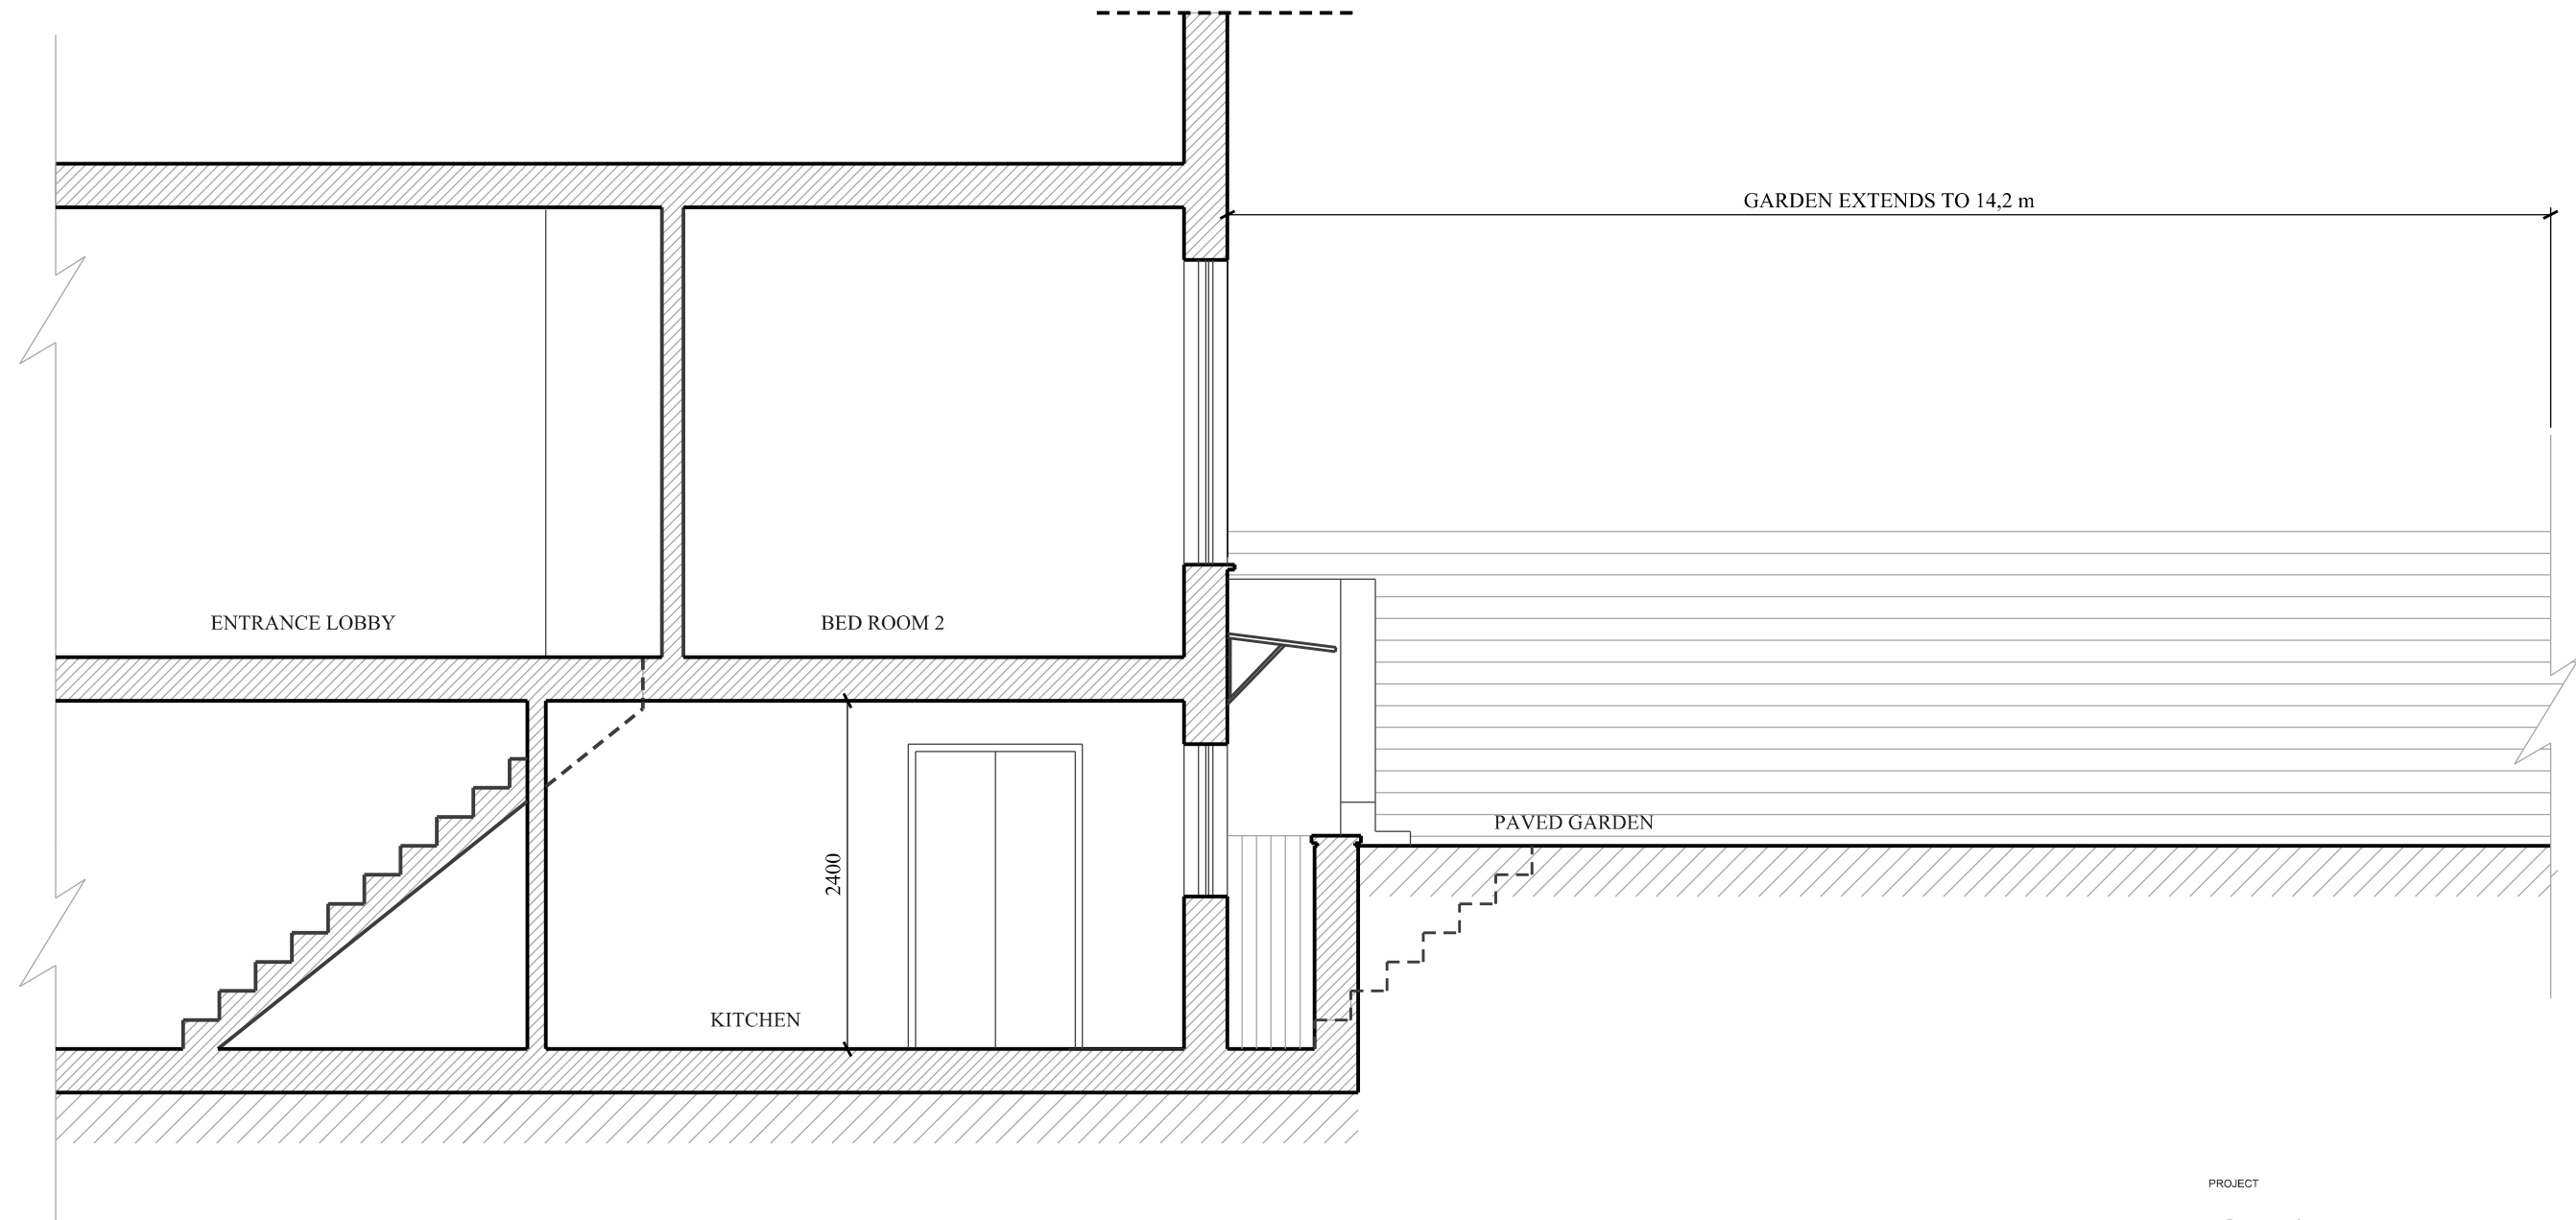 GARDEN EXTENDS TO 14,2 m
ENTRANCE LOBBY
BED ROOM 2
PAVED GARDEN
2400
KITCHEN
PROJECT